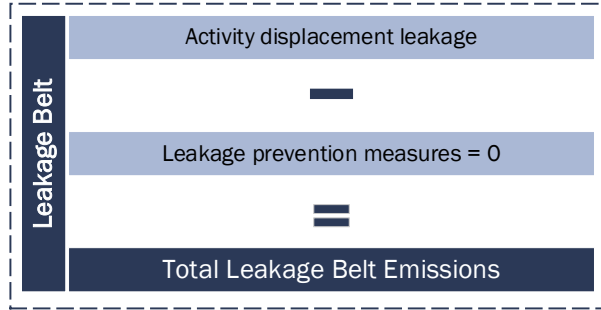 Leakage Belt
Activity displacement leakage
−
Leakage prevention measures = 0
=
Total Leakage Belt Emissions